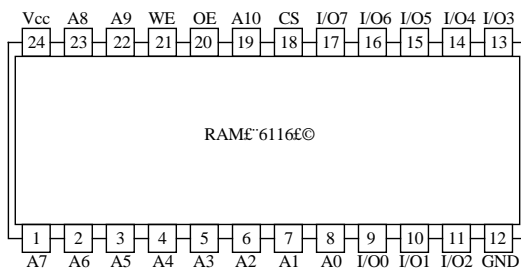 Vcc A8 A9 WE OE A10 CS I/O7 I/O6 I/O5 I/O4 I/O3
24 23 22 21 20 19 18 17 16 15 14 13
RAM£¨6116£©
1 2 3 4 5 6 7 8 9 10 11 12
A7 A6 A5 A4 A3 A2 A1 A0 I/O0 I/O1 I/O2 GND